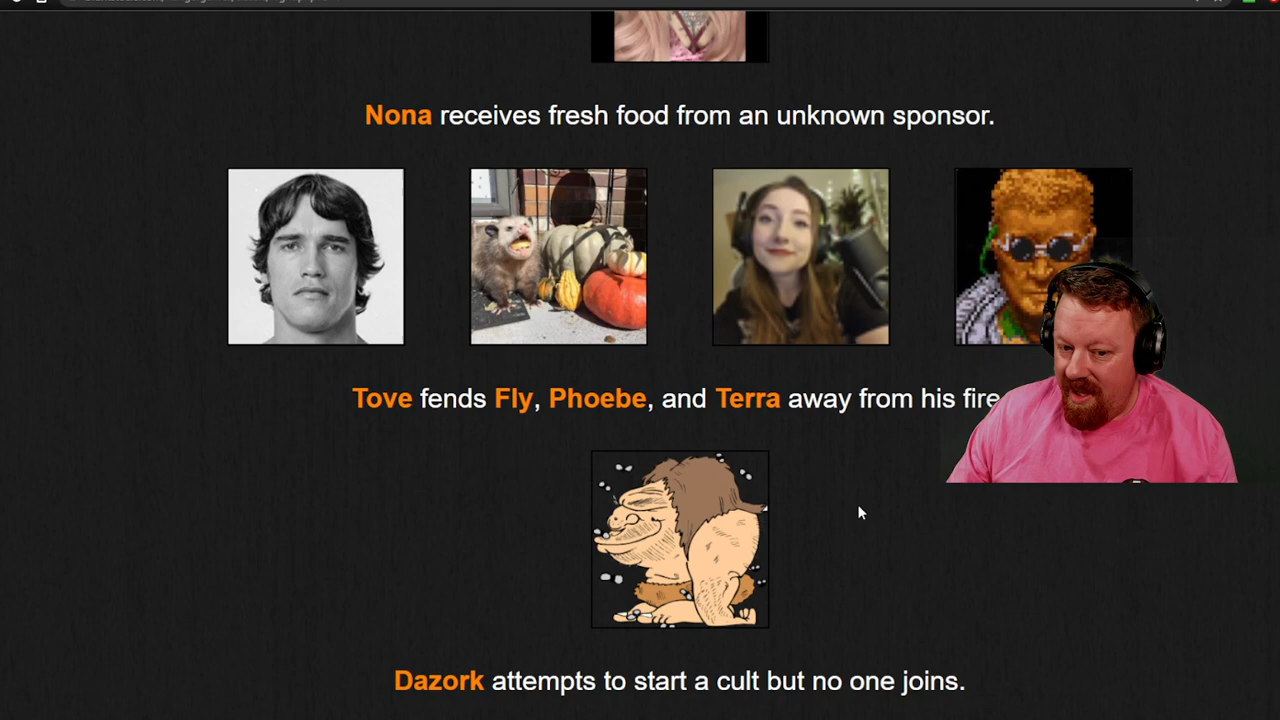 Nona receives fresh food from an unknown sponsor.
Tove fends Fly, Phoebe, and Terra away from his fire
Dazork attempts to start a cult but no one joins.